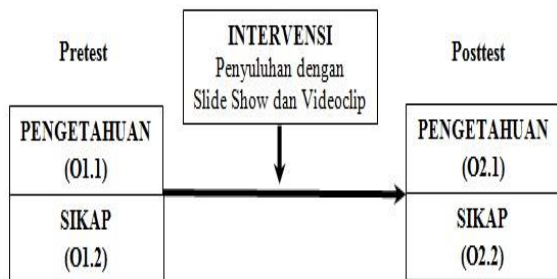 Pretest
INTERVENSI
Penyuluhan dengan
Slide Show dan Videoclip
Posttest
PENGETAHUAN
(O1.1)
SIKAP
(O1.2)
PENGETAHUAN
(O2.1)
SIKAP
(O2.2)